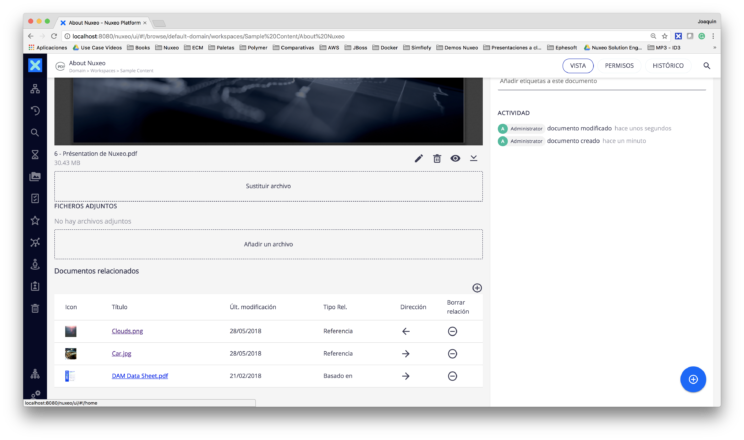 About Nuxeo - Nuxeo Platform
Joaquin
localhost:8080/nuxeo/ui/#!/browse/default-domain/workspaces/Sample%20Content/About%20Nuxeo
Aplicaciones Use Case Videos Books Nuxeo ECM Paletas Polymer Comparativas AWS JBoss Docker Simflofy Demos Nuxeo Presentaciones a cl... Ephesoft Nuxeo Solution Eng... MP3 - ID3 »
About Nuxeo
Domain » Workspaces » Sample Content
VISTA PERMISOS HISTÓRICO
Añadir etiquetas a este documento
ACTIVIDAD
A Administrator documento modificado hace unos segundos
A Administrator documento creado hace un minuto
6 - Présentation de Nuxeo.pdf
30.43 MB
Sustituir archivo
FICHEROS ADJUNTOS
No hay archivos adjuntos
Añadir un archivo
Documentos relacionados
Icon Título Últ. modificación Tipo Rel. Dirección Borrar relación
Clouds.png 28/05/2018 Referencia
Car.jpg 28/05/2018 Referencia
DAM Data Sheet.pdf 21/02/2018 Basado en
localhost:8080/nuxeo/ui/#!/home